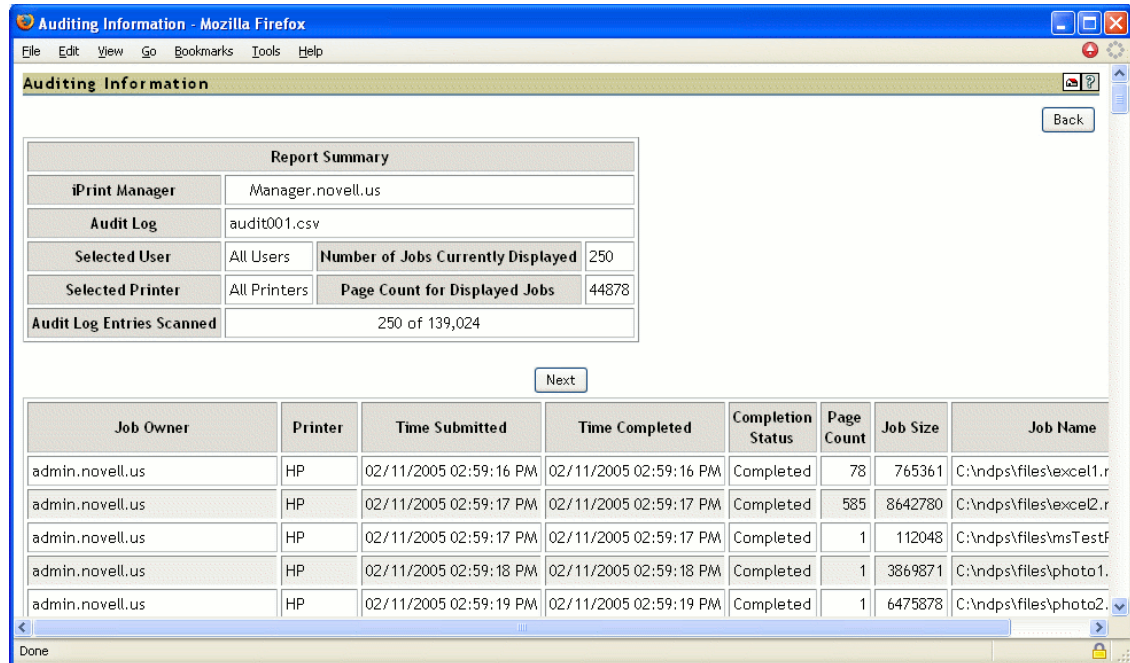 Auditing Information - Mozilla Firefox
File Edit View Go Bookmarks Tools Help
Auditing Information
?
Back
Report Summary
iPrint Manager Manager.novell.us
Audit Log audit001.csv
Selected User All Users Number of Jobs Currently Displayed 250
Selected Printer All Printers Page Count for Displayed Jobs 44878
Audit Log Entries Scanned 250 of 139,024
Next
Job Owner Printer Time Submitted Time Completed Completion Status Page Count Job Size Job Name
admin.novell.us HP 02/11/2005 02:59:16 PM 02/11/2005 02:59:16 PM Completed 78 765361 C:\ndps\files\excel1.
admin.novell.us HP 02/11/2005 02:59:17 PM 02/11/2005 02:59:17 PM Completed 585 8642780 C:\ndps\files\excel2.
admin.novell.us HP 02/11/2005 02:59:17 PM 02/11/2005 02:59:17 PM Completed 1 112048 C:\ndps\files\msTest
admin.novell.us HP 02/11/2005 02:59:18 PM 02/11/2005 02:59:18 PM Completed 1 3869871 C:\ndps\files\photo1.
admin.novell.us HP 02/11/2005 02:59:19 PM 02/11/2005 02:59:19 PM Completed 1 6475878 C:\ndps\files\photo2.
Done